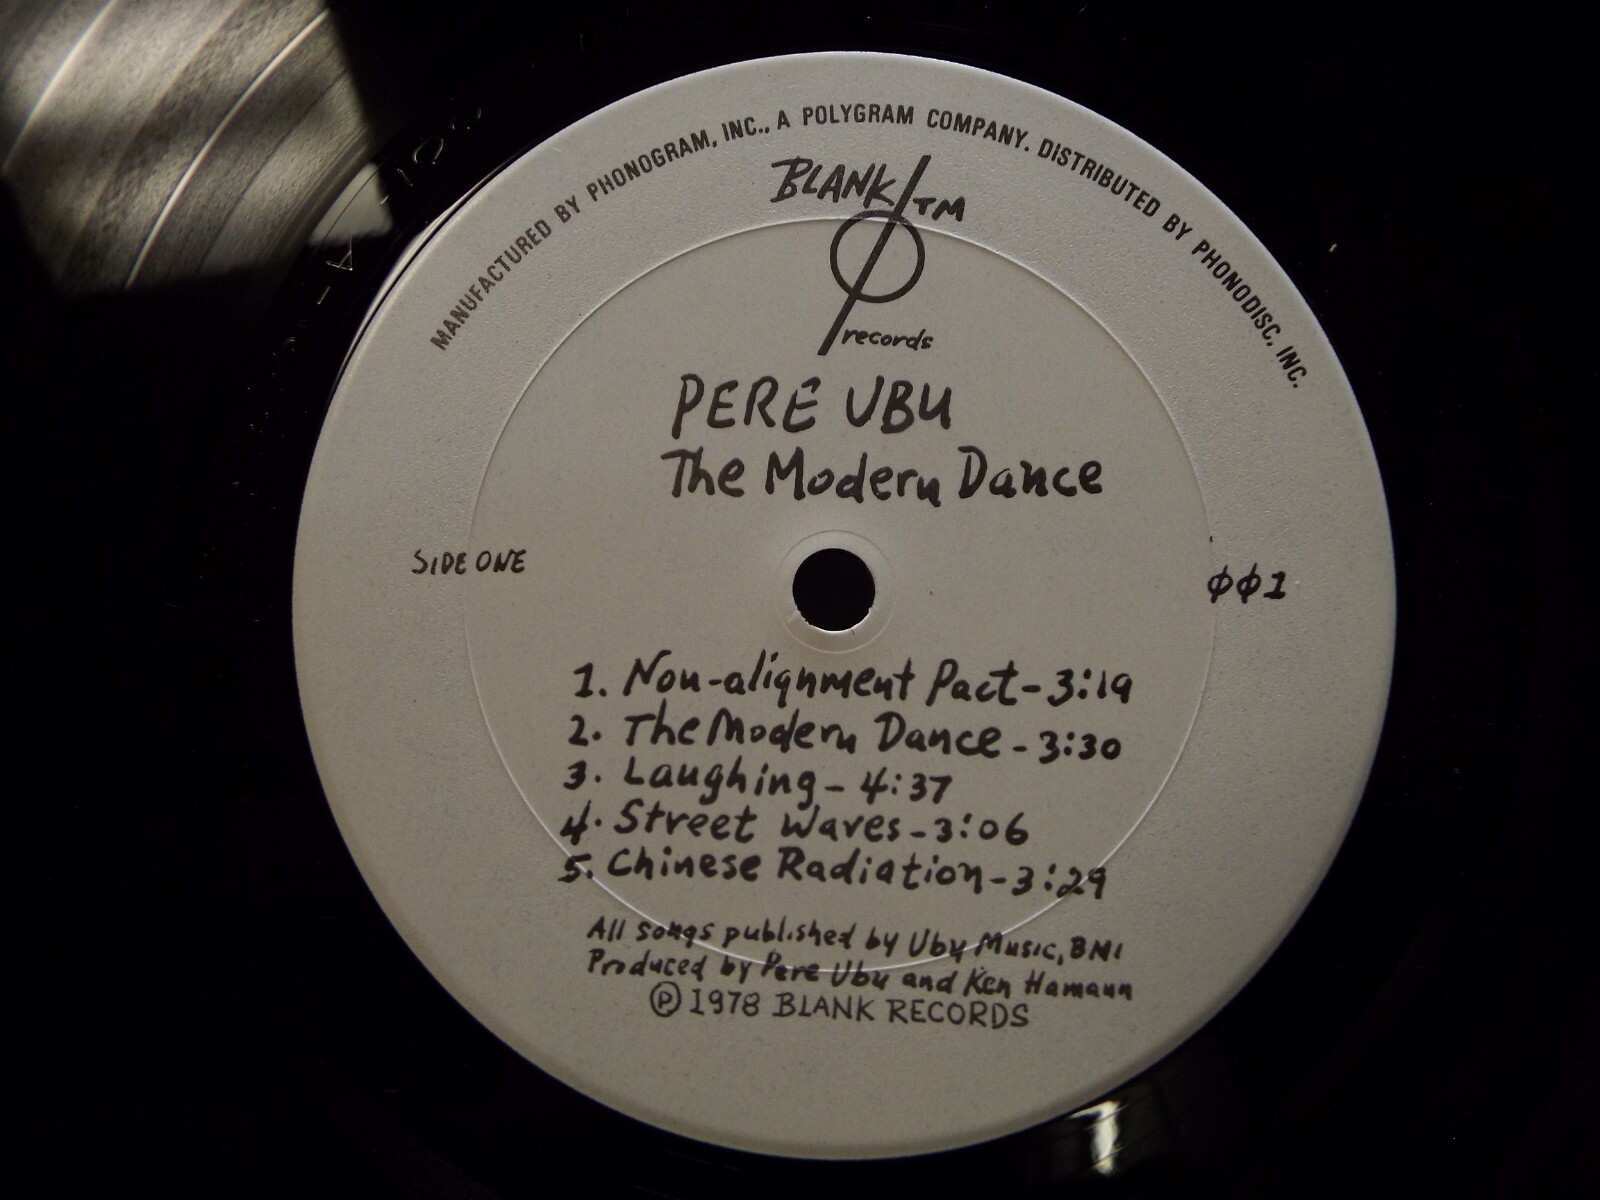 MANUFACTURED BY PHONOGRAM, INC., A POLYGRAM COMPANY. DISTRIBUTED BY PHONODISC, INC.
BLANK TM
records
PERE UBU
The Modern Dance
SIDE ONE
ØØ1
1. Non-alignment Pact - 3:19
2. The Modern Dance - 3:30
3. Laughing - 4:37
4. Street Waves - 3:06
5. Chinese Radiation - 3:29
All songs published by Ubu Music, BMI
Produced by Pere Ubu and Ken Hamann
℗ 1978 BLANK RECORDS